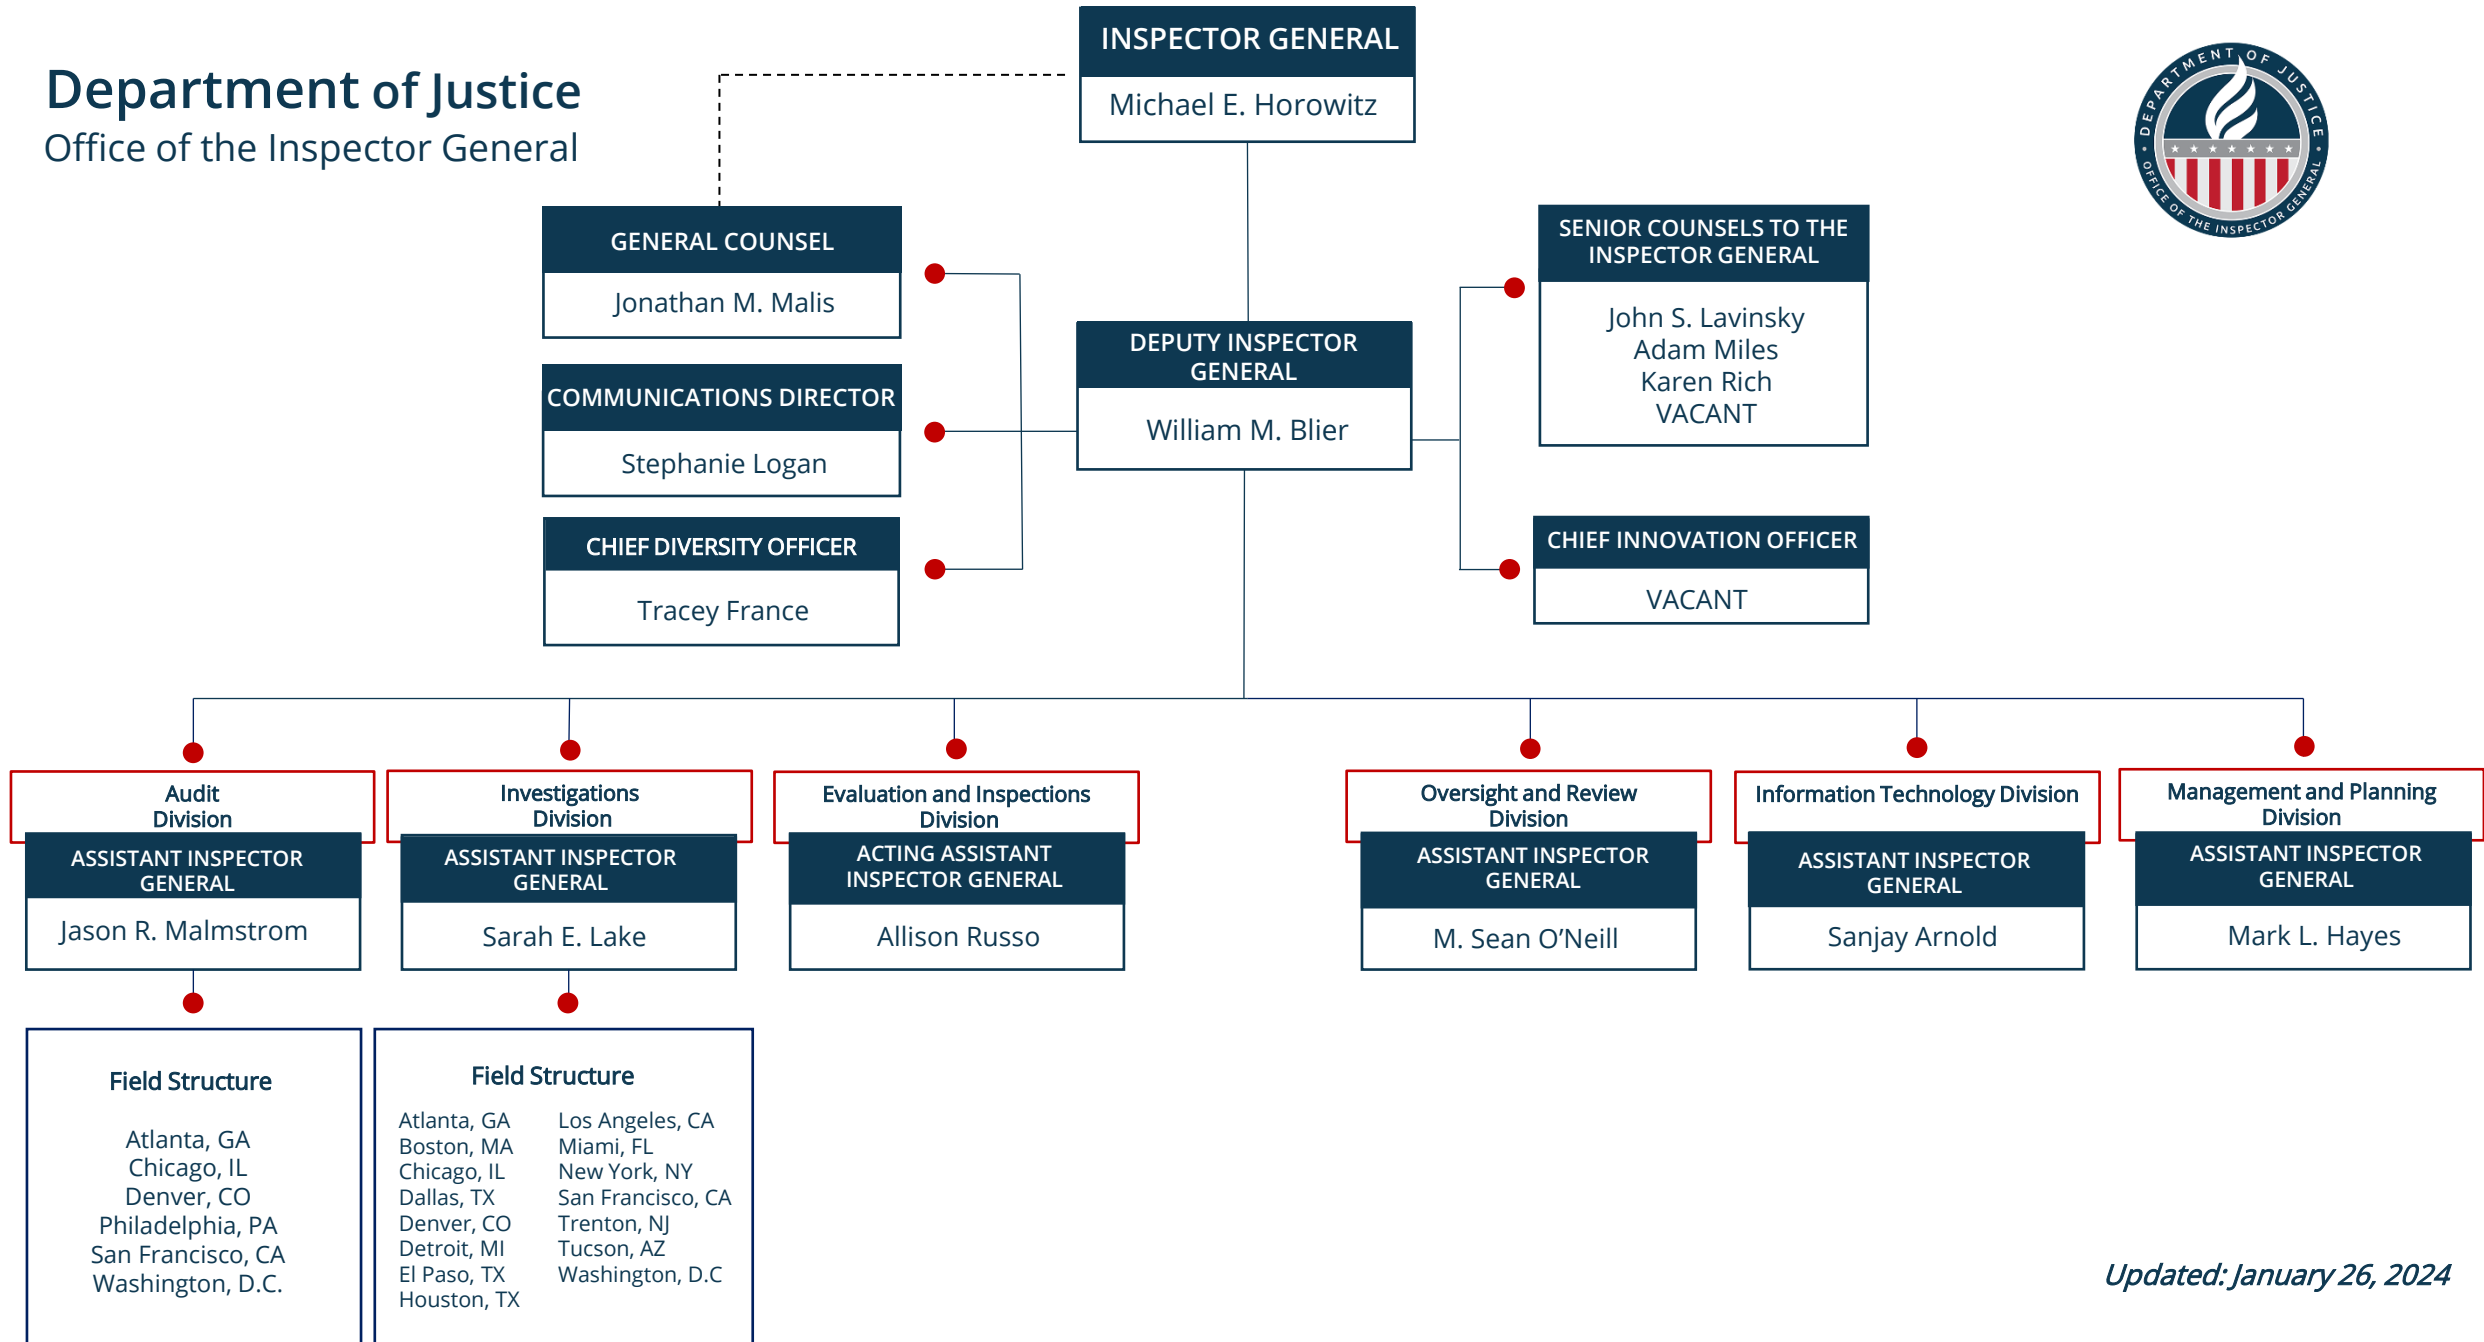 Department of Justice
Office of the Inspector General
INSPECTOR GENERAL
Michael E. Horowitz
DEPARTMENT OF JUSTICE
OFFICE OF THE INSPECTOR GENERAL
GENERAL COUNSEL
Jonathan M. Malis
COMMUNICATIONS DIRECTOR
Stephanie Logan
CHIEF DIVERSITY OFFICER
Tracey France
DEPUTY INSPECTOR
GENERAL
William M. Blier
SENIOR COUNSELS TO THE
INSPECTOR GENERAL
John S. Lavinsky
Adam Miles
Karen Rich
VACANT
CHIEF INNOVATION OFFICER
VACANT
Audit
Division
ASSISTANT INSPECTOR
GENERAL
Jason R. Malmstrom
Investigations
Division
ASSISTANT INSPECTOR
GENERAL
Sarah E. Lake
Evaluation and Inspections
Division
ACTING ASSISTANT
INSPECTOR GENERAL
Allison Russo
Oversight and Review
Division
ASSISTANT INSPECTOR
GENERAL
M. Sean O’Neill
Information Technology Division
ASSISTANT INSPECTOR
GENERAL
Sanjay Arnold
Management and Planning
Division
ASSISTANT INSPECTOR
GENERAL
Mark L. Hayes
Field Structure
Atlanta, GA
Chicago, IL
Denver, CO
Philadelphia, PA
San Francisco, CA
Washington, D.C.
Field Structure
Atlanta, GA
Boston, MA
Chicago, IL
Dallas, TX
Denver, CO
Detroit, MI
El Paso, TX
Houston, TX
Los Angeles, CA
Miami, FL
New York, NY
San Francisco, CA
Trenton, NJ
Tucson, AZ
Washington, D.C
Updated: January 26, 2024